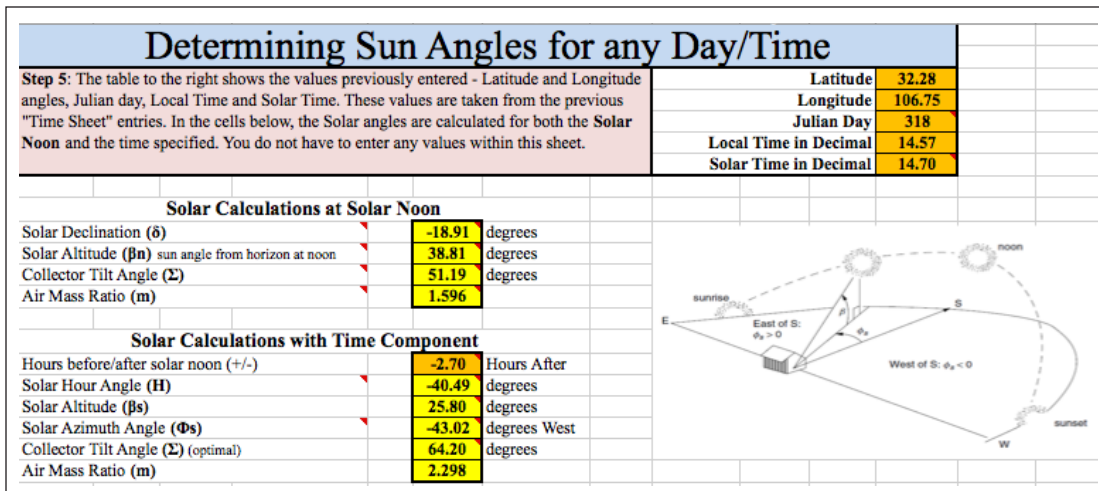 Determining Sun Angles for any Day/Time
Step 5: The table to the right shows the values previously entered - Latitude and Longitude
angles, Julian day, Local Time and Solar Time. These values are taken from the previous
"Time Sheet" entries. In the cells below, the Solar angles are calculated for both the Solar
Noon and the time specified. You do not have to enter any values within this sheet.
Latitude 32.28
Longitude 106.75
Julian Day 318
Local Time in Decimal 14.57
Solar Time in Decimal 14.70
Solar Calculations at Solar Noon
Solar Declination (δ) -18.91 degrees
Solar Altitude (βn) sun angle from horizon at noon 38.81 degrees
Collector Tilt Angle (Σ) 51.19 degrees
Air Mass Ratio (m) 1.596
Solar Calculations with Time Component
Hours before/after solar noon (+/-) -2.70 Hours After
Solar Hour Angle (H) -40.49 degrees
Solar Altitude (βs) 25.80 degrees
Solar Azimuth Angle (Φs) -43.02 degrees West
Collector Tilt Angle (Σ) (optimal) 64.20 degrees
Air Mass Ratio (m) 2.298
noon
sunrise
S
E
β
East of S:
ϕs > 0
ϕs
West of S: ϕs < 0
sunset
W